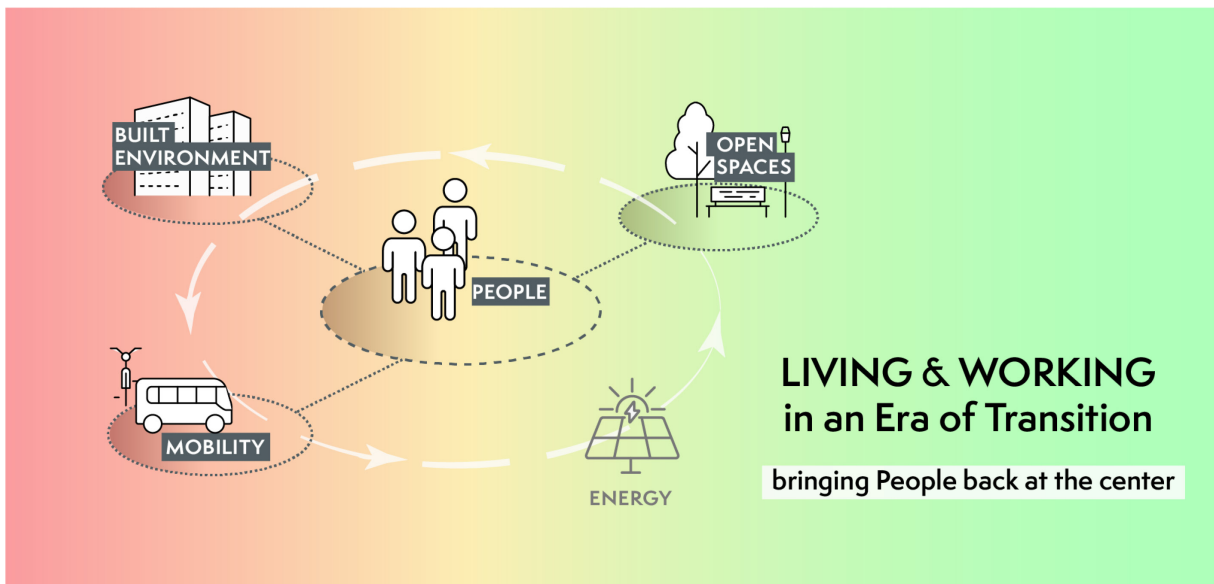 BUILT
ENVIRONMENT
OPEN
SPACES
PEOPLE
MOBILITY
ENERGY
LIVING & WORKING
in an Era of Transition
bringing People back at the center